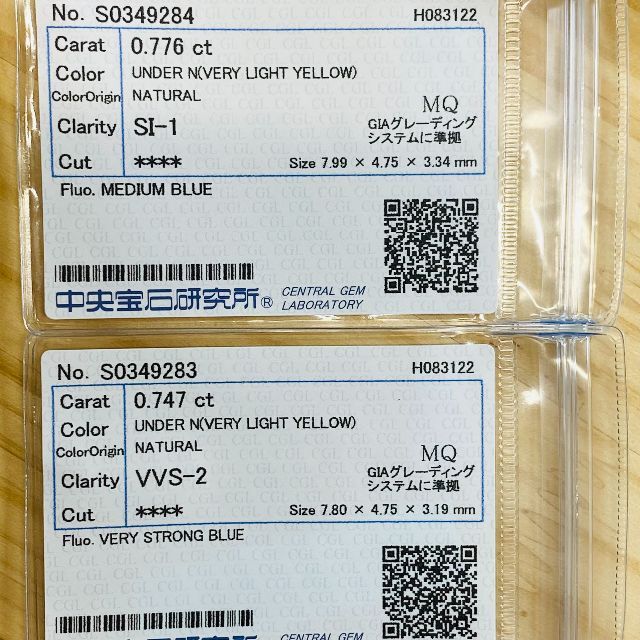 No. S0349284 H083122
Carat 0.776 ct
Color UNDER N(VERY LIGHT YELLOW)
ColorOrigin NATURAL
MQ
Clarity SI-1 GIAグレーディング
システムに準拠
Cut **** Size 7.99 × 4.75 × 3.34 mm
Fluo. MEDIUM BLUE
中央宝石研究所® CENTRAL GEM
LABORATORY
No. S0349283 H083122
Carat 0.747 ct
Color UNDER N(VERY LIGHT YELLOW)
ColorOrigin NATURAL
MQ
Clarity VVS-2 GIAグレーディング
システムに準拠
Cut **** Size 7.80 × 4.75 × 3.19 mm
Fluo. VERY STRONG BLUE
CENTRAL GEM